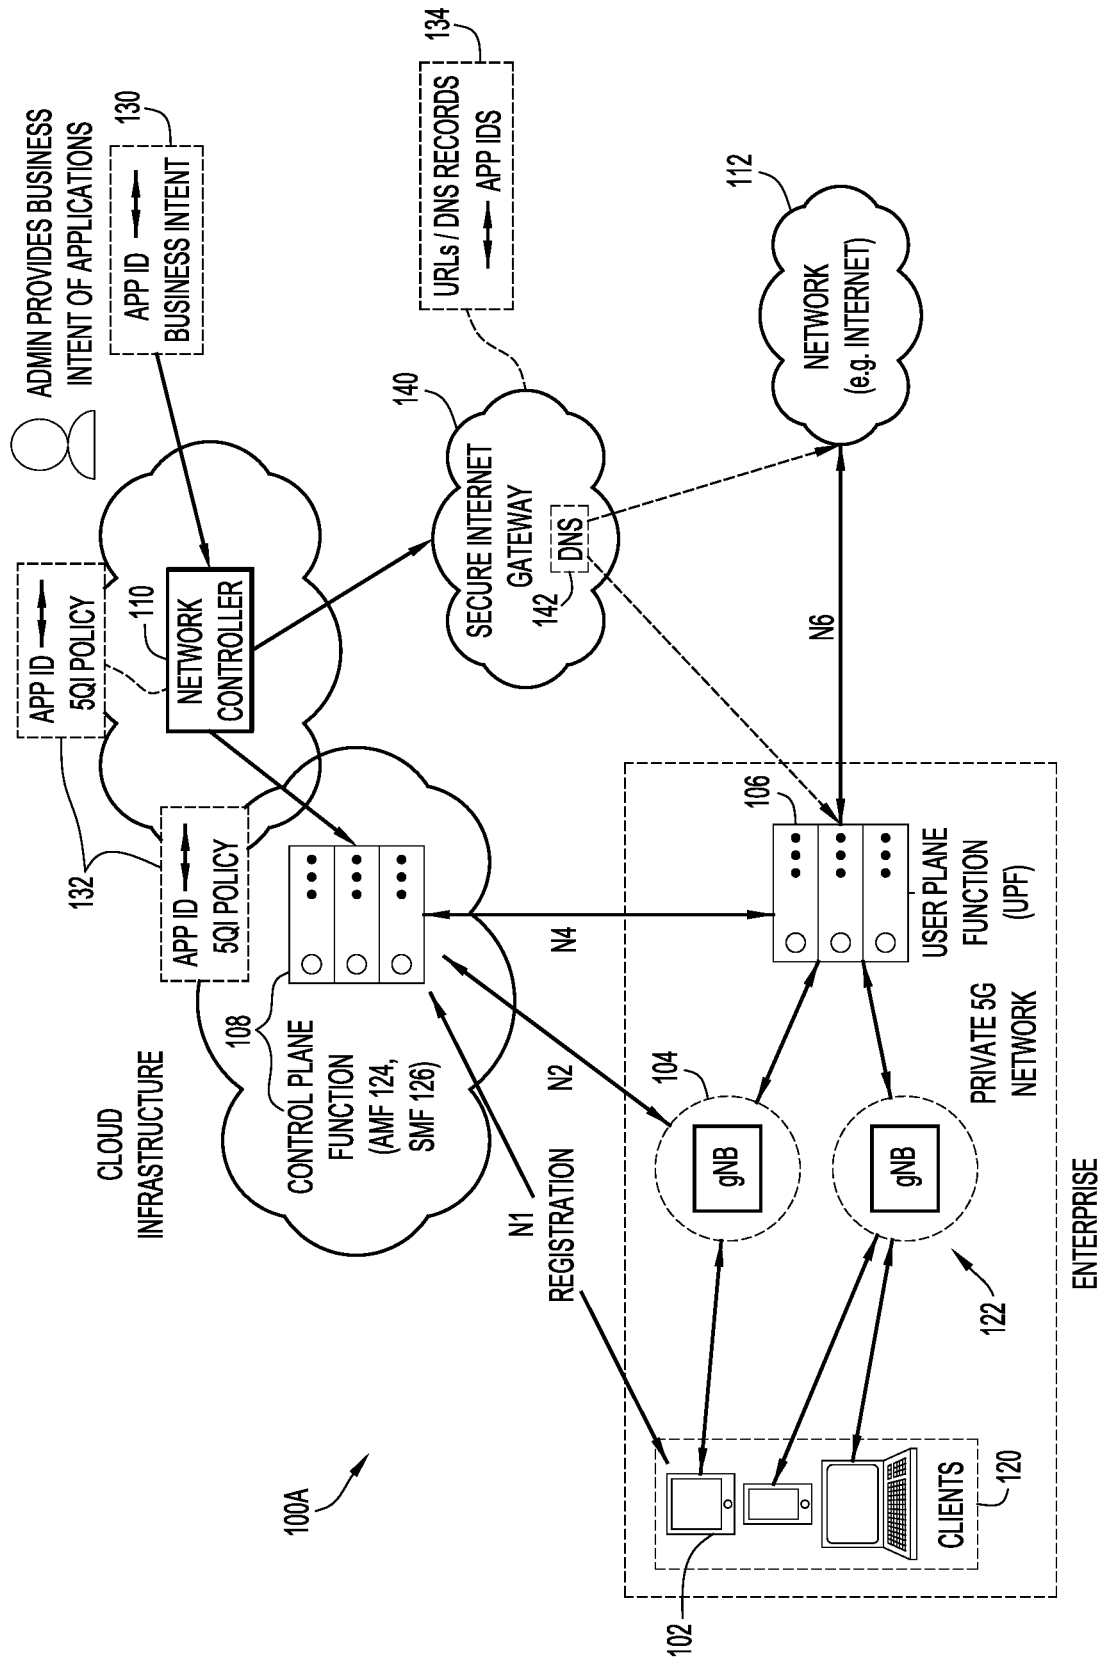 ADMIN PROVIDES BUSINESS
INTENT OF APPLICATIONS
130
APP ID
BUSINESS INTENT
134
URLs / DNS RECORDS
APP IDS
APP ID
5QI POLICY
110
NETWORK
CONTROLLER
132
APP ID
5QI POLICY
140
SECURE INTERNET
GATEWAY
DNS
142
112
NETWORK
(e.g. INTERNET)
CLOUD
INFRASTRUCTURE
108
CONTROL PLANE
FUNCTION
(AMF 124,
SMF 126)
N4
N6
N2
N1
REGISTRATION
106
USER PLANE
FUNCTION
(UPF)
104
gNB
gNB
PRIVATE 5G
NETWORK
122
ENTERPRISE
100A
102
CLIENTS
120